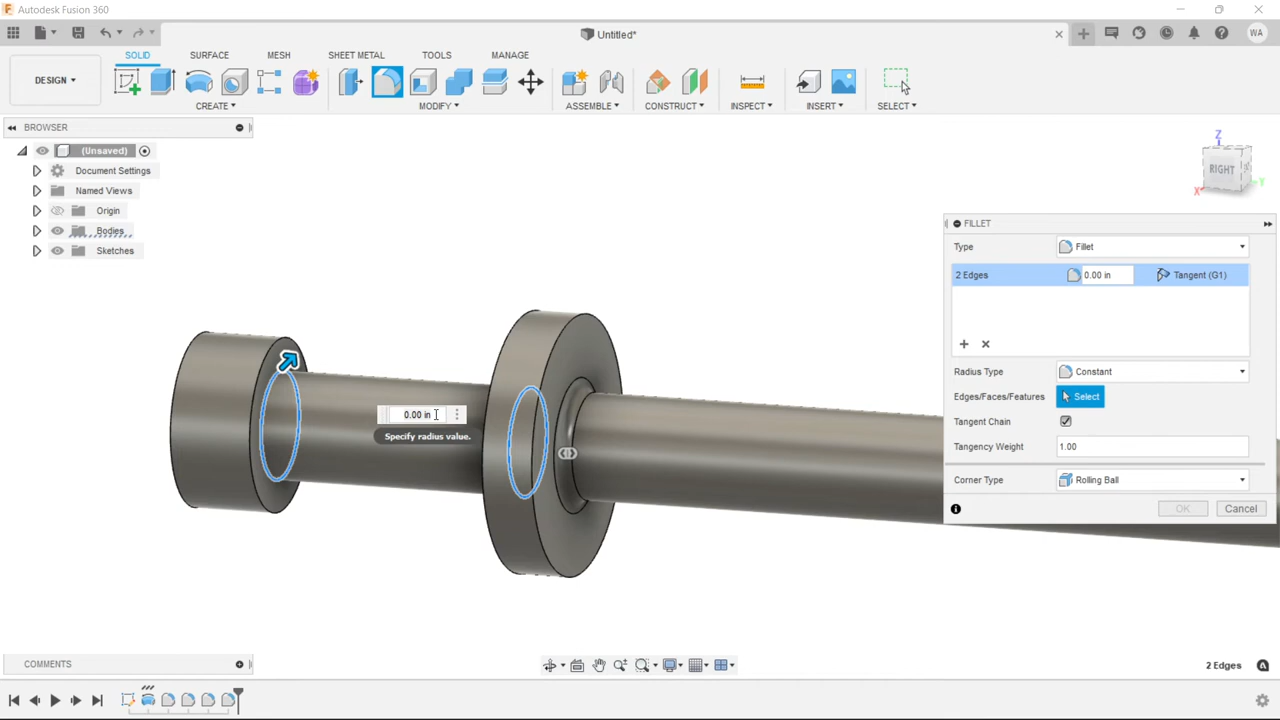 Autodesk Fusion 360
Untitled*
WA
DESIGN
SOLID
SURFACE
MESH
SHEET METAL
TOOLS
MANAGE
CREATE
MODIFY
ASSEMBLE
CONSTRUCT
INSPECT
INSERT
SELECT
BROWSER
(Unsaved)
Document Settings
Named Views
Origin
Bodies
Sketches
Z
RIGHT
X
Y
FILLET
Type
Fillet
2 Edges
0.00 in
Tangent (G1)
Radius Type
Constant
Edges/Faces/Features
Select
Tangent Chain
Tangency Weight
1.00
Corner Type
Rolling Ball
OK
Cancel
0.00 in
Specify radius value.
COMMENTS
2 Edges